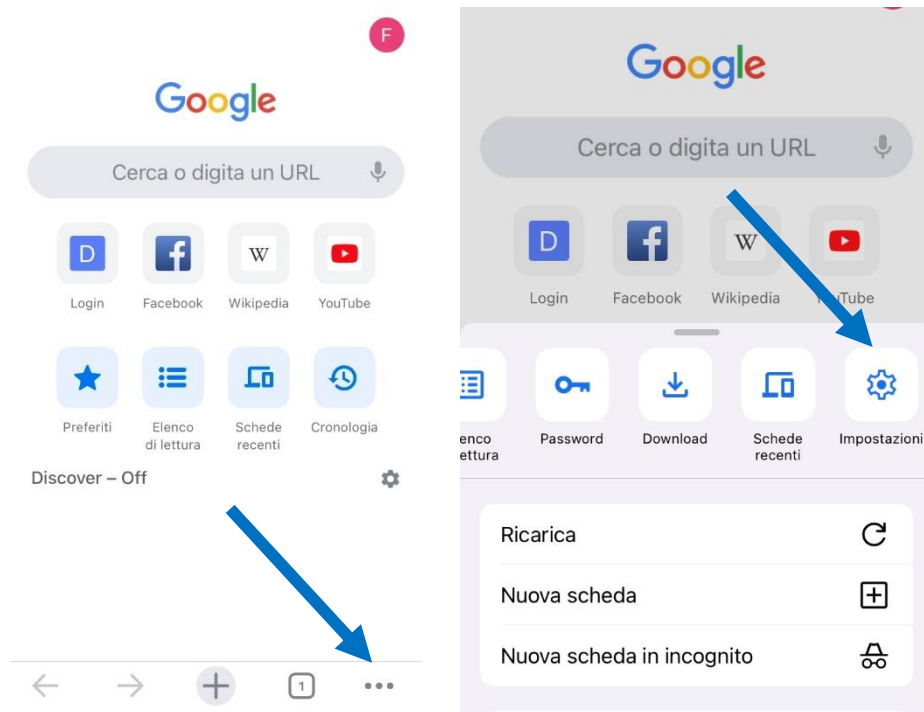 F
Google
Cerca o digita un URL
D
W
Login Facebook Wikipedia YouTube
Preferiti Elenco di lettura Schede recenti Cronologia
Discover – Off
1
Google
Cerca o digita un URL
D
W
Login Facebook Wikipedia YouTube
enco
ettura
Password Download Schede recenti Impostazioni
Ricarica
Nuova scheda
Nuova scheda in incognito